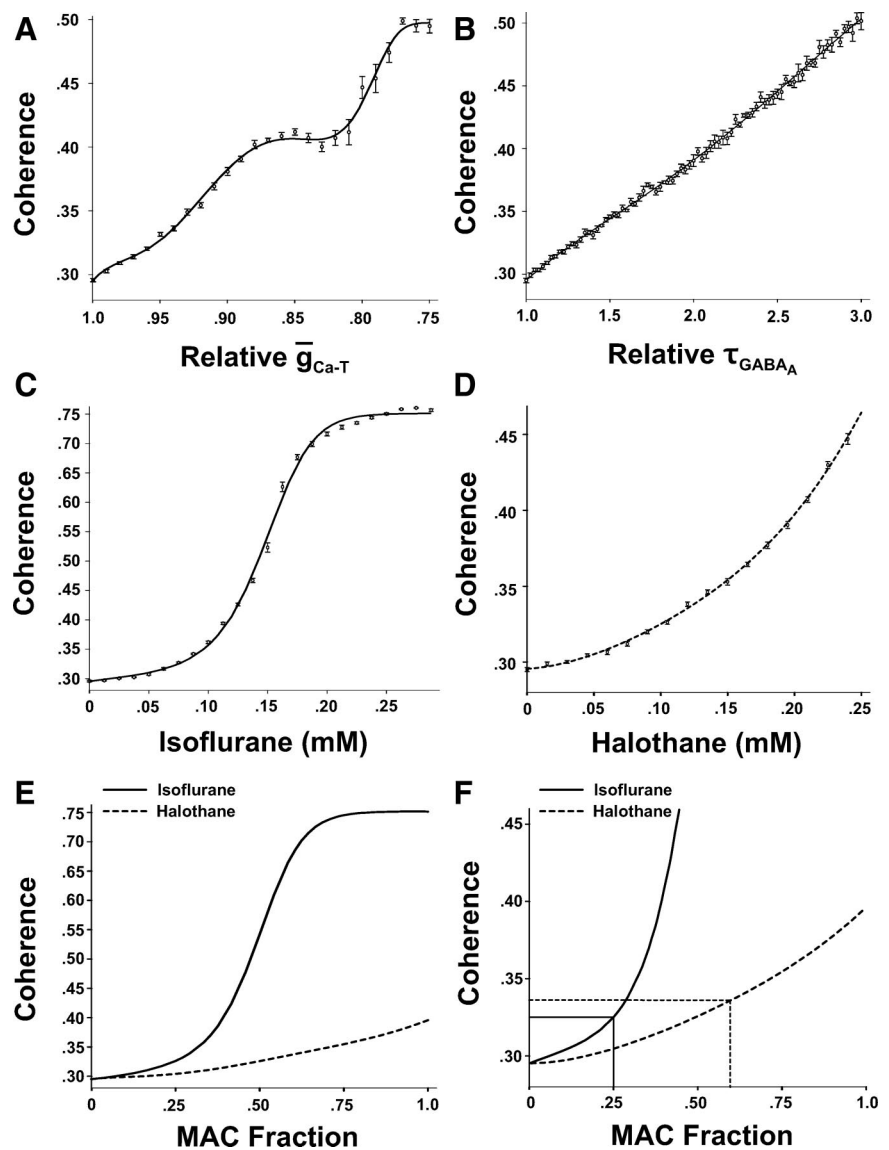 A
.50
.45
.40
.35
.30
Coherence
1.0 .95 .90 .85 .80 .75
Relative g̅Ca-T
B
.50
.45
.40
.35
.30
Coherence
1.0 1.5 2.0 2.5 3.0
Relative τGABAA
C
.75
.70
.65
.60
.55
.50
.45
.40
.35
.30
Coherence
0 .05 .10 .15 .20 .25
Isoflurane (mM)
D
.45
.40
.35
.30
Coherence
0 .05 .10 .15 .20 .25
Halothane (mM)
E
Isoflurane
Halothane
.75
.70
.65
.60
.55
.50
.45
.40
.35
.30
Coherence
0 .25 .50 .75 1.0
MAC Fraction
F
Isoflurane
Halothane
.45
.40
.35
.30
Coherence
0 .25 .50 .75 1.0
MAC Fraction